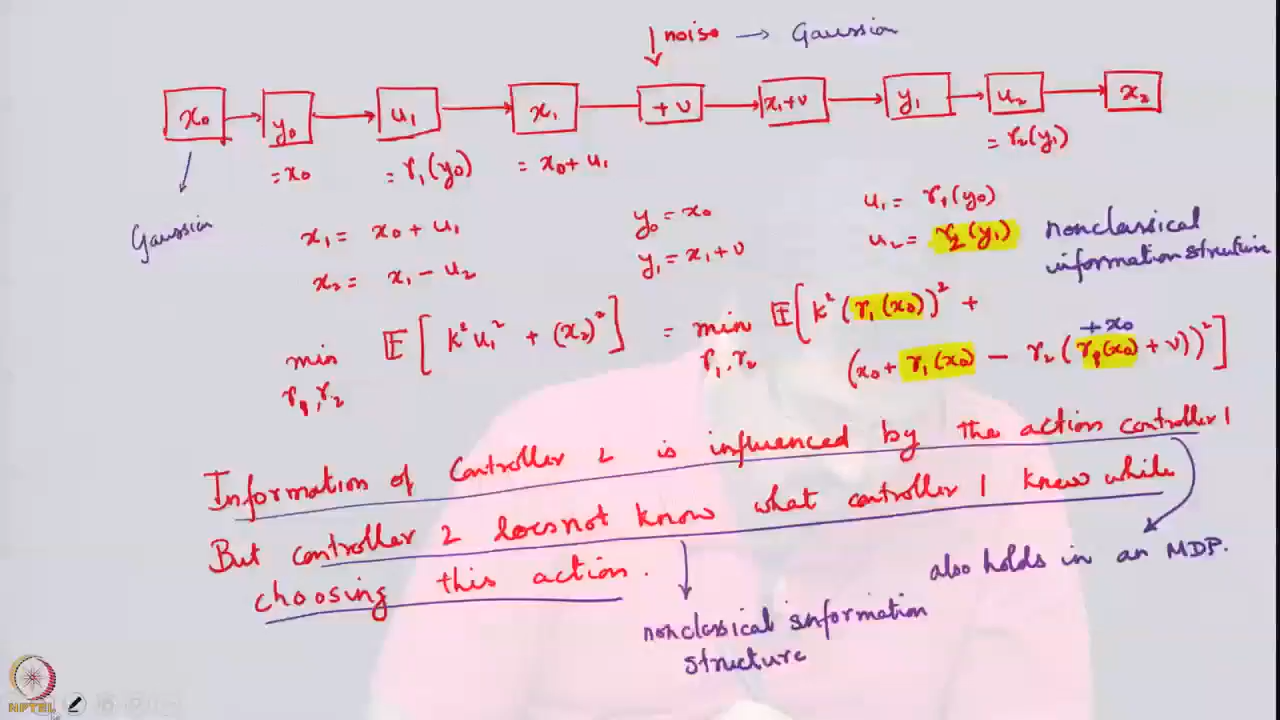 noise → Gaussian
x₀ → y₀ → u₁ → x₁ → + v → x₁+v → y₁ → u₂ → x₂
= x₀ = γ₁(y₀) = x₀ + u₁ = γ₂(y₁)
Gaussian
x₁ = x₀ + u₁ y₀ = x₀ u₁ = γ₁(y₀)
x₂ = x₁ - u₂ y₁ = x₁ + v u₂ = γ₂(y₁) nonclassical
information structure
min 𝔼[k² u₁² + (x₂)²] = min 𝔼[k² (γ₁(x₀))² +
γ₁, γ₂ γ₁, γ₂ (x₀ + γ₁(x₀) - γ₂(γ₁(x₀) + v))²]
+ x₀
Information of Controller 2 is influenced by the action controller 1
But controller 2 does not know what controller 1 knew while
choosing this action.
also holds in an MDP.
nonclassical information
structure
NPTEL